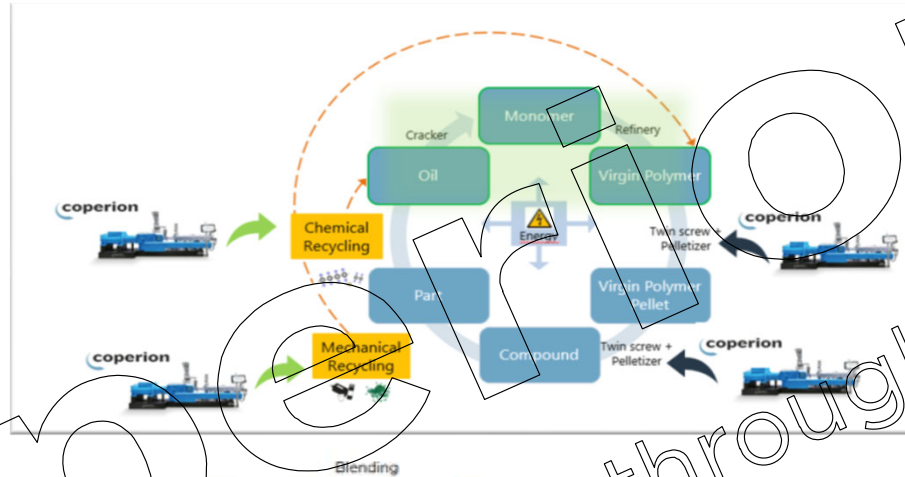 Monomer
Cracker
Refinery
Oil
Virgin Polymer
coperion
Chemical
Recycling
Energy
coperion
Twin screw +
Pelletizer
Part
Virgin Polymer
Pellet
coperion
Mechanical
Recycling
Compound
Twin screw +
Pelletizer
coperion
through
Blending